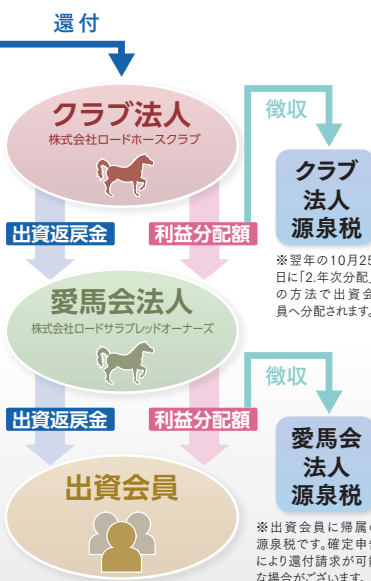 還付
クラブ法人
株式会社ロードホースクラブ
徴収
クラブ
法人
源泉税
出資返戻金
利益分配額
※翌年の10月25
日に「2.年次分配」
の方法で出資会
員へ分配されます。
愛馬会法人
株式会社ロードサラブレッドオーナーズ
徴収
出資返戻金
利益分配額
愛馬会
法人
源泉税
出資会員
※出資会員に帰属の
源泉税です。確定申告
により還付請求が可能
な場合がございます。